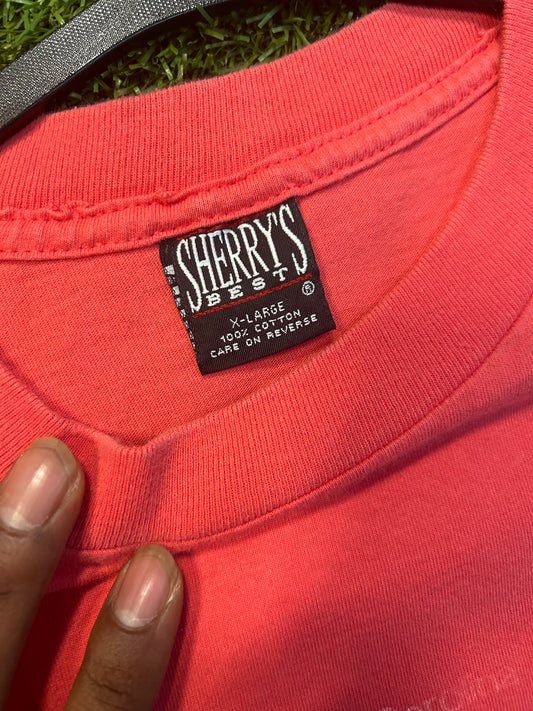 SHERRY'S
BEST
®
X-LARGE
100% COTTON
CARE ON REVERSE